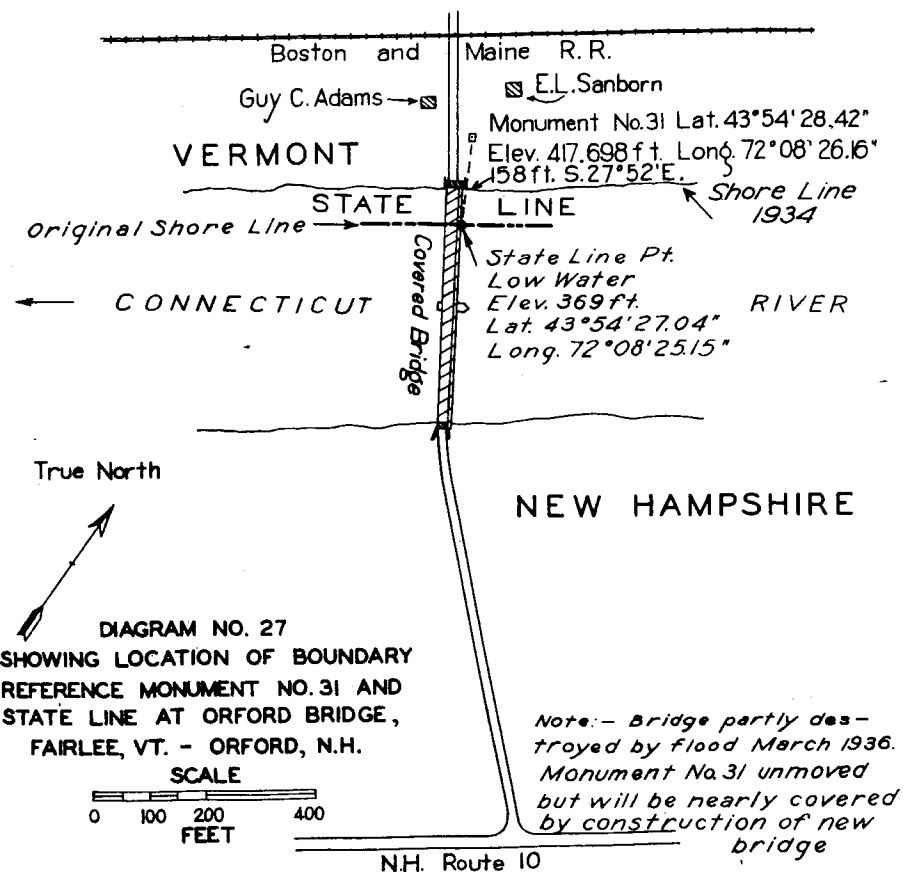 Boston and Maine R.R.
Guy C. Adams
E.L. Sanborn
Monument No.31 Lat. 43°54'28.42"
Elev. 417.698 ft. Long. 72°08'26.16"
158 ft. S.27°52'E.
VERMONT
Shore Line
1934
STATE LINE
Original Shore Line
Covered Bridge
State Line Pt.
Low Water
Elev. 369 ft.
Lat. 43°54'27.04"
Long. 72°08'25.15"
CONNECTICUT RIVER
True North
NEW HAMPSHIRE
DIAGRAM NO. 27
SHOWING LOCATION OF BOUNDARY
REFERENCE MONUMENT NO. 31 AND
STATE LINE AT ORFORD BRIDGE,
FAIRLEE, VT. - ORFORD, N.H.
SCALE
0 100 200 400
FEET
Note:- Bridge partly des-
troyed by flood March 1936.
Monument No.31 unmoved
but will be nearly covered
by construction of new
bridge
N.H. Route 10